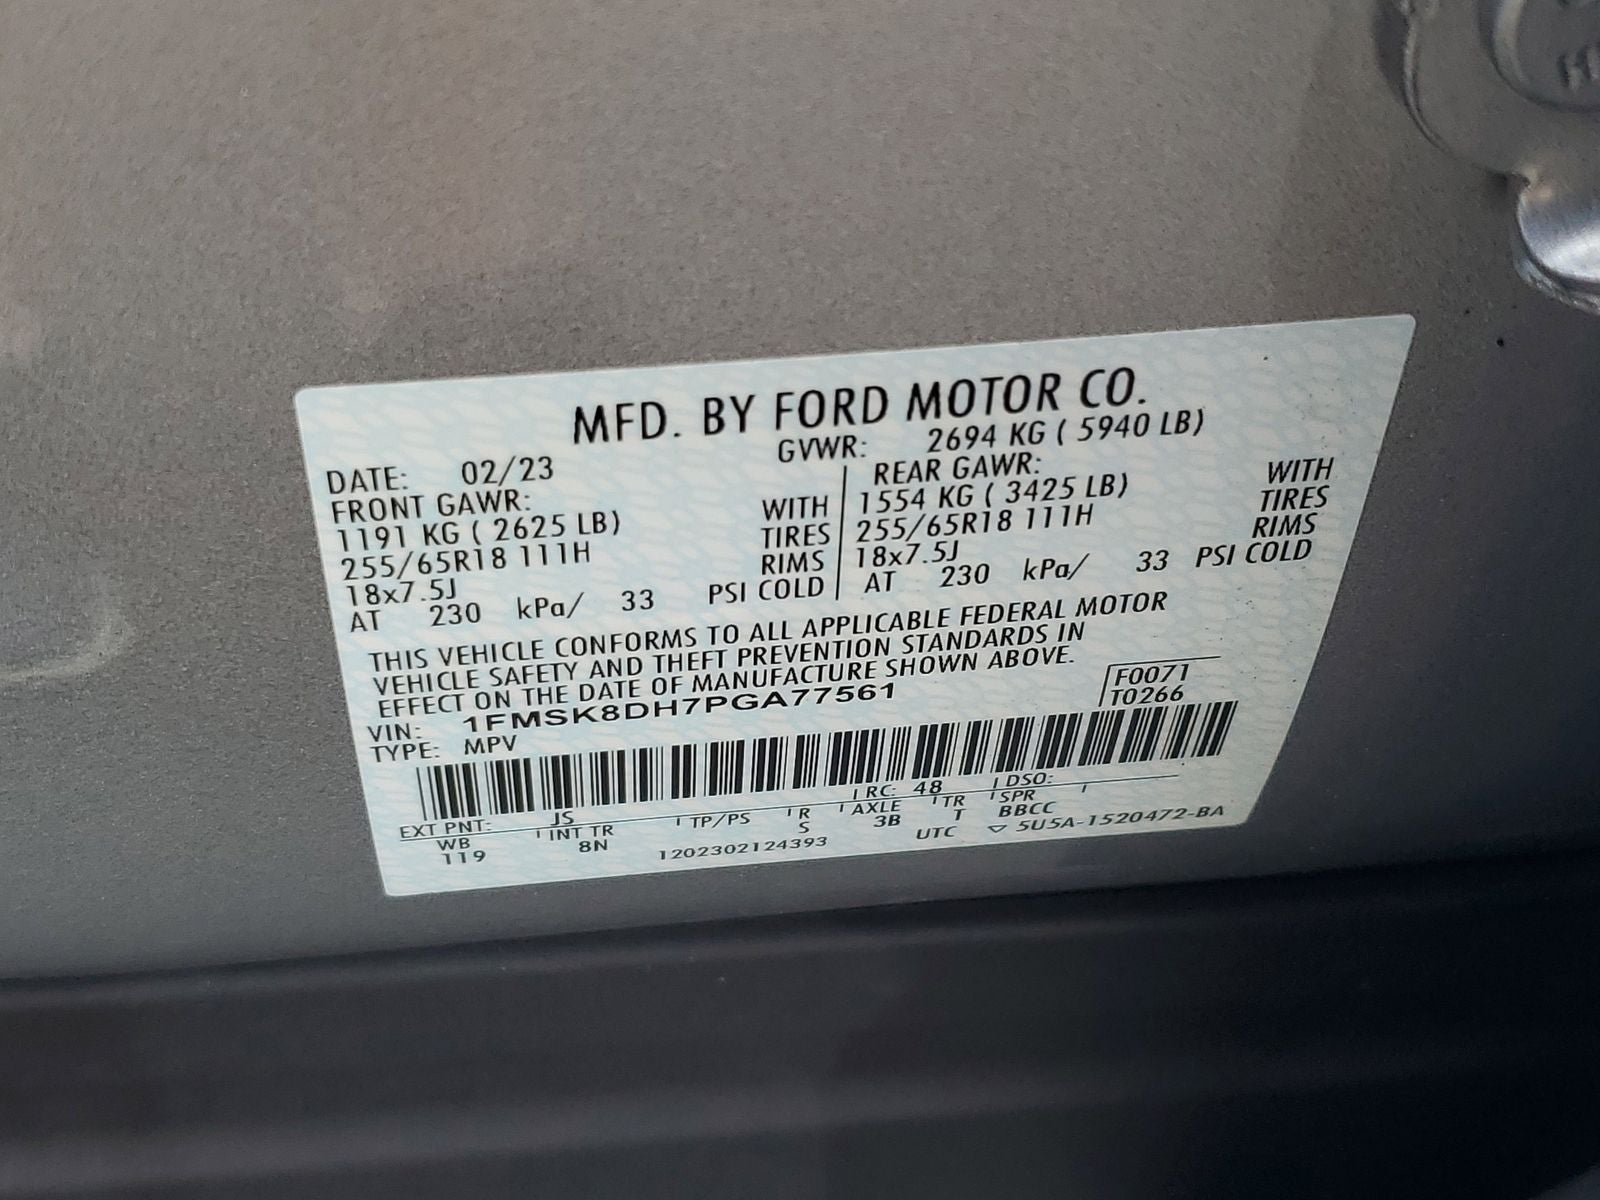 MFD. BY FORD MOTOR CO.
DATE: 02/23 GVWR: 2694 KG ( 5940 LB)
FRONT GAWR: REAR GAWR:
1191 KG ( 2625 LB) WITH 1554 KG ( 3425 LB) WITH
255/65R18 111H TIRES 255/65R18 111H TIRES
18x7.5J RIMS 18x7.5J RIMS
AT 230 kPa/ 33 PSI COLD AT 230 kPa/ 33 PSI COLD
THIS VEHICLE CONFORMS TO ALL APPLICABLE FEDERAL MOTOR
VEHICLE SAFETY AND THEFT PREVENTION STANDARDS IN
EFFECT ON THE DATE OF MANUFACTURE SHOWN ABOVE.
VIN: 1FMSK8DH7PGA77561 F0071
TYPE: MPV T0266
EXT PNT: JS RC: 48 DSO:
WB INT TR TP/PS R AXLE TR SPR
119 8N S 3B T BBCC
1202302124393 UTC ▽ 5U5A-1520472-BA